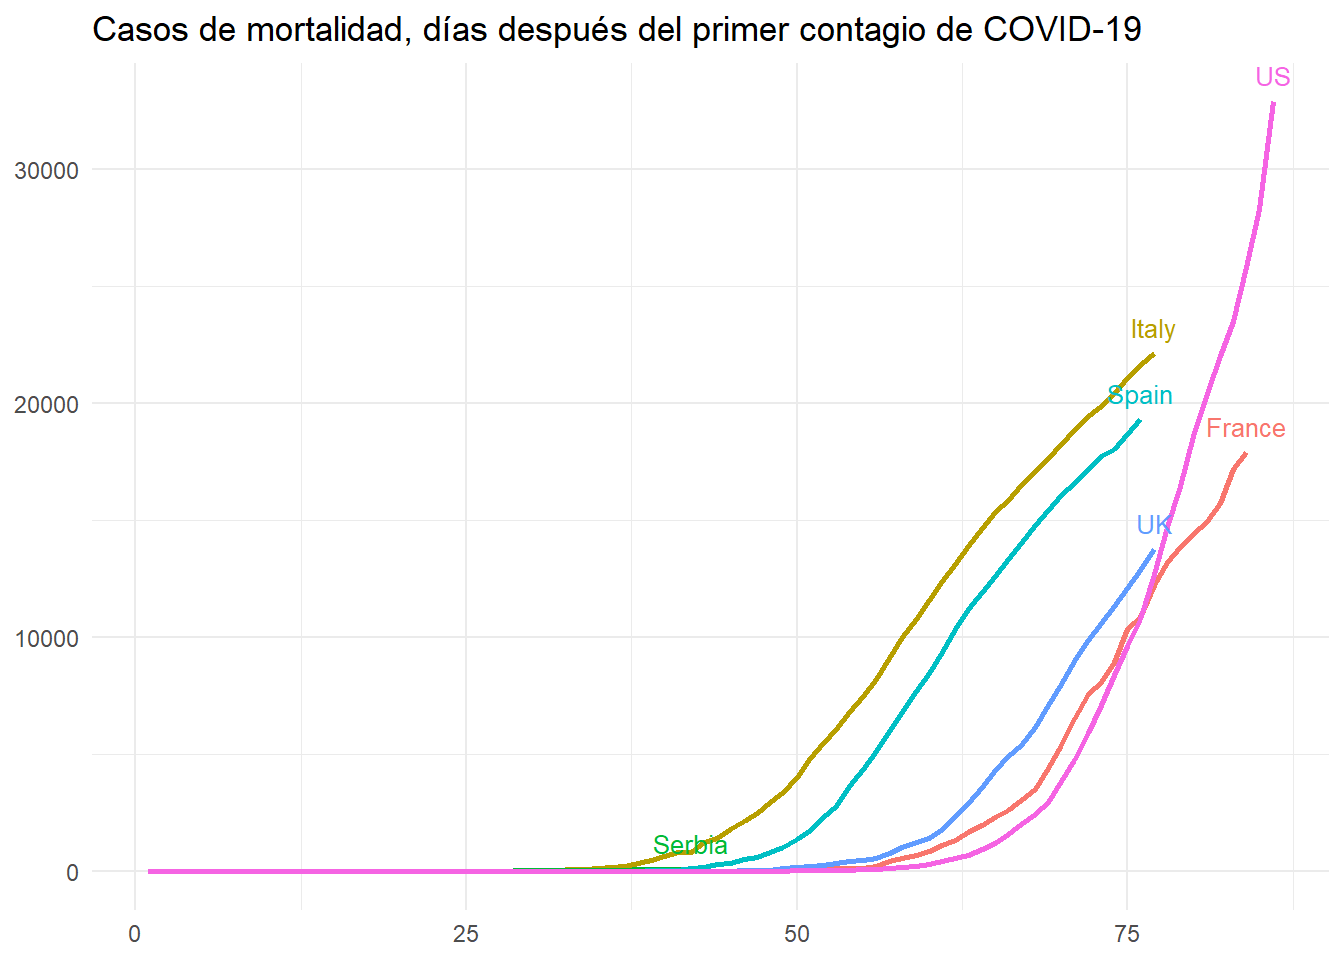 Casos de mortalidad, días después del primer contagio de COVID-19
US
30000
Italy
20000
Spain
France
UK
10000
Serbia
0
0 25 50 75